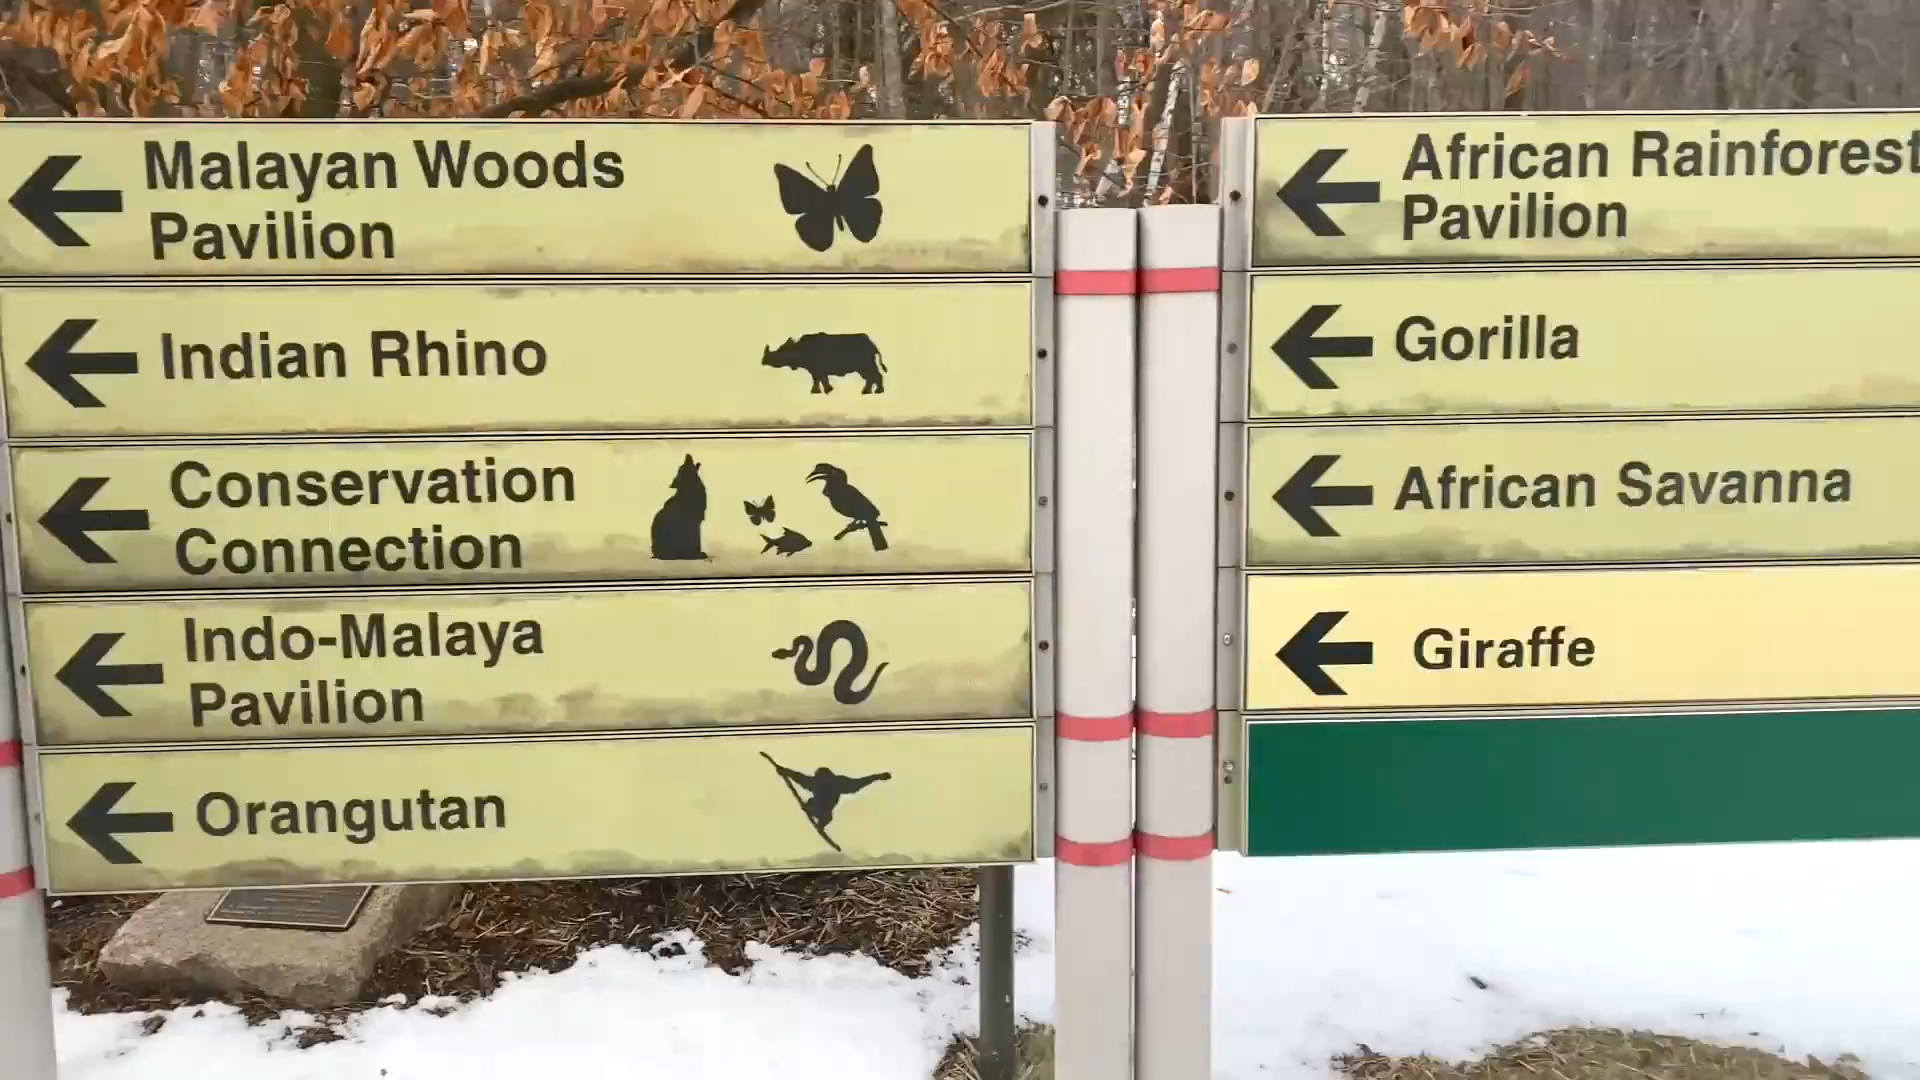 Malayan Woods
Pavilion
Indian Rhino
Conservation
Connection
Indo-Malaya
Pavilion
Orangutan
African Rainforest
Pavilion
Gorilla
African Savanna
Giraffe